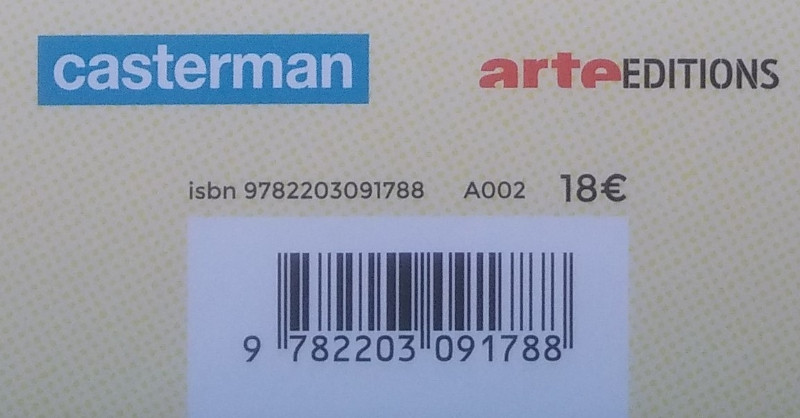 casterman
arteEDITIONS
isbn 9782203091788 A002 18€
9 782203 091788